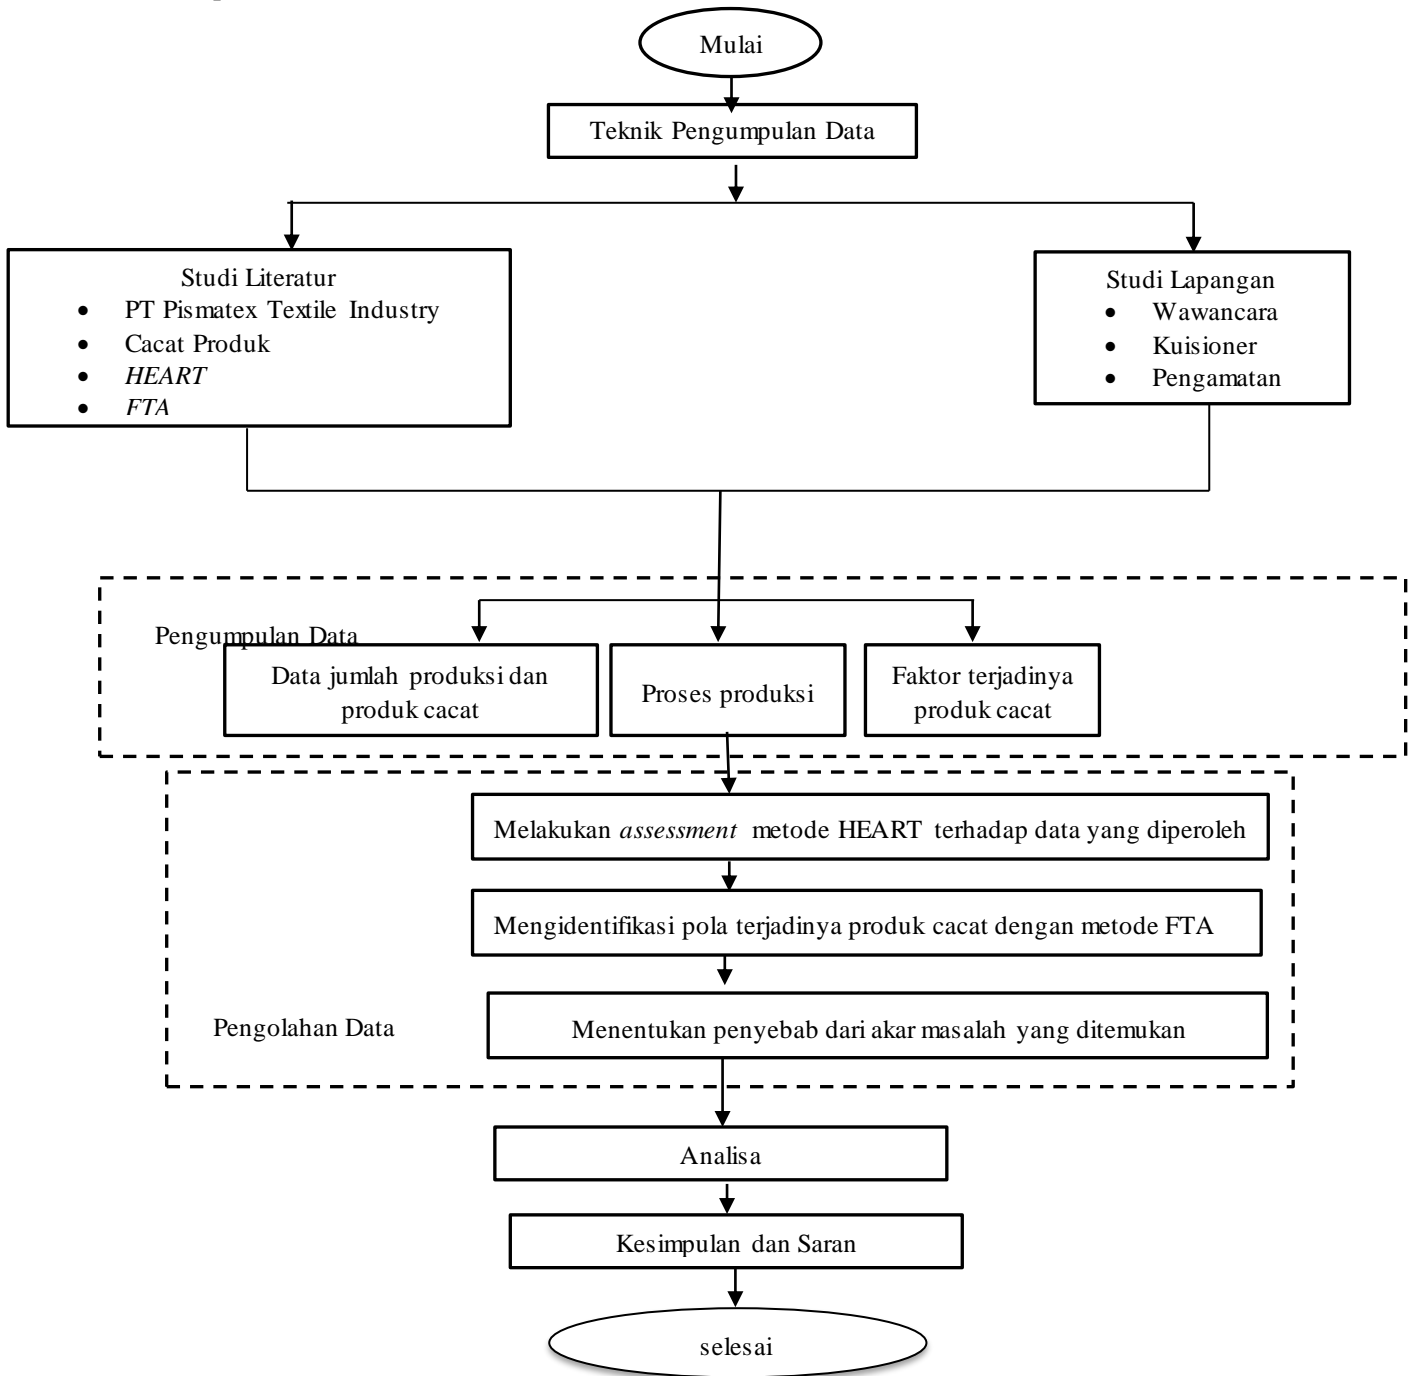 Mulai
Teknik Pengumpulan Data
Studi Literatur
• PT Pismatex Textile Industry
• Cacat Produk
• HEART
• FTA
Studi Lapangan
• Wawancara
• Kuisioner
• Pengamatan
Pengumpulan Data
Data jumlah produksi dan
produk cacat
Proses produksi
Faktor terjadinya
produk cacat
Melakukan assessment metode HEART terhadap data yang diperoleh
Mengidentifikasi pola terjadinya produk cacat dengan metode FTA
Pengolahan Data
Menentukan penyebab dari akar masalah yang ditemukan
Analisa
Kesimpulan dan Saran
selesai